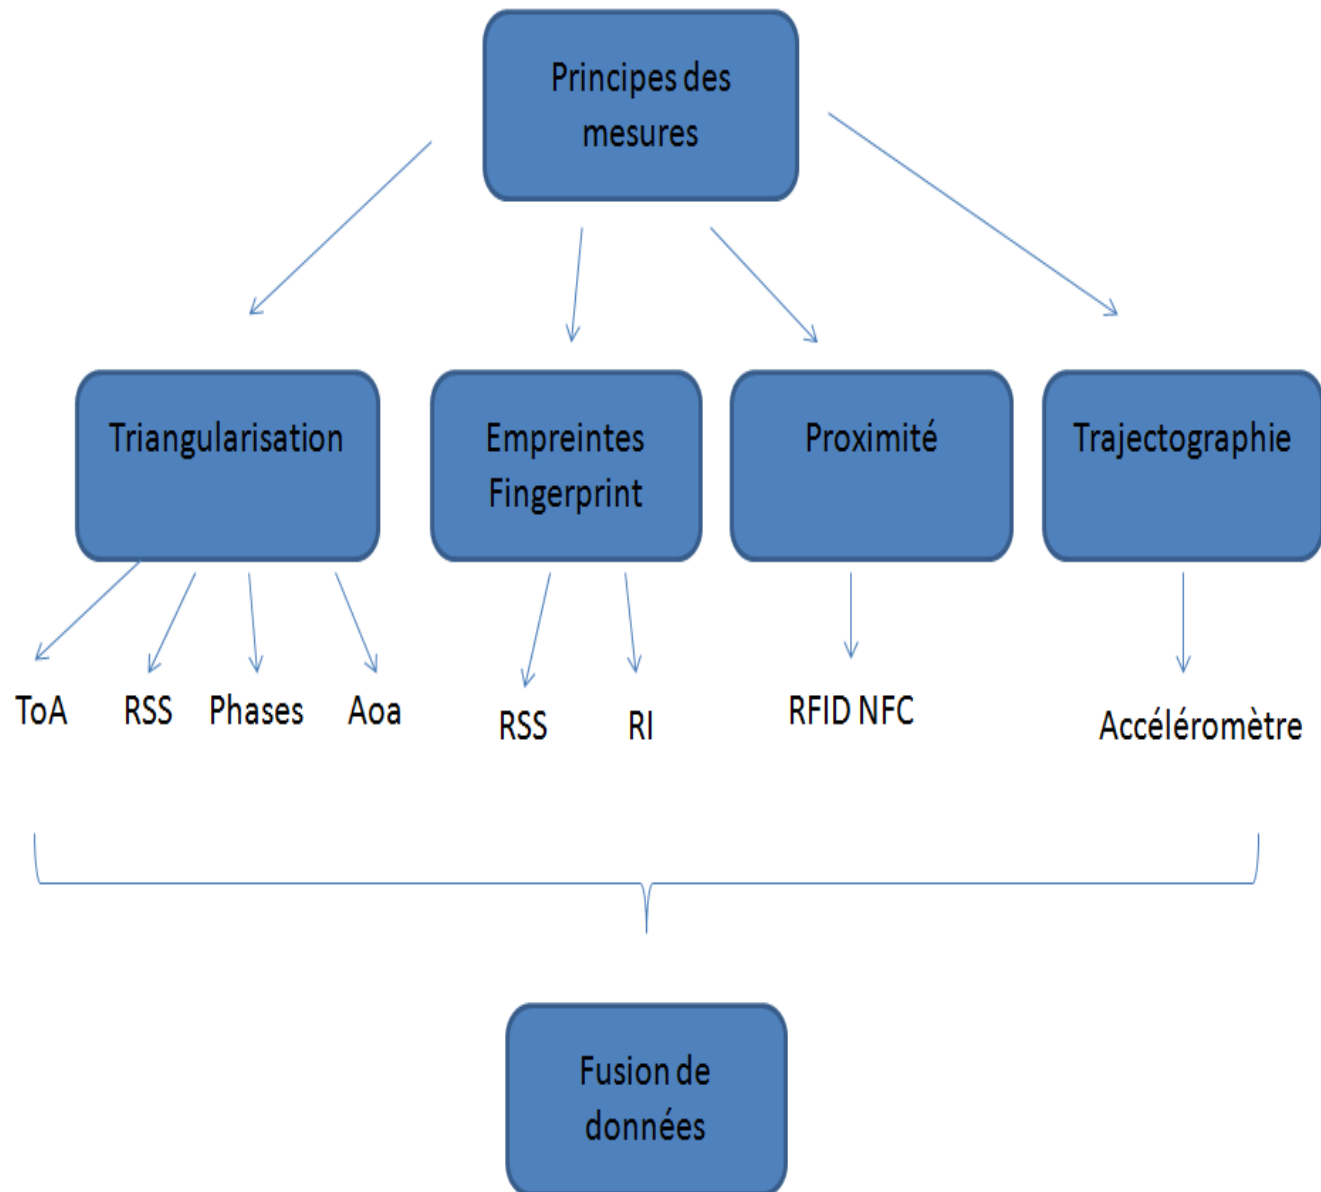 Principes des
mesures
Triangularisation
Empreintes
Fingerprint
Proximité
Trajectographie
ToA
RSS
Phases
Aoa
RSS
RI
RFID NFC
Accéléromètre
Fusion de
données